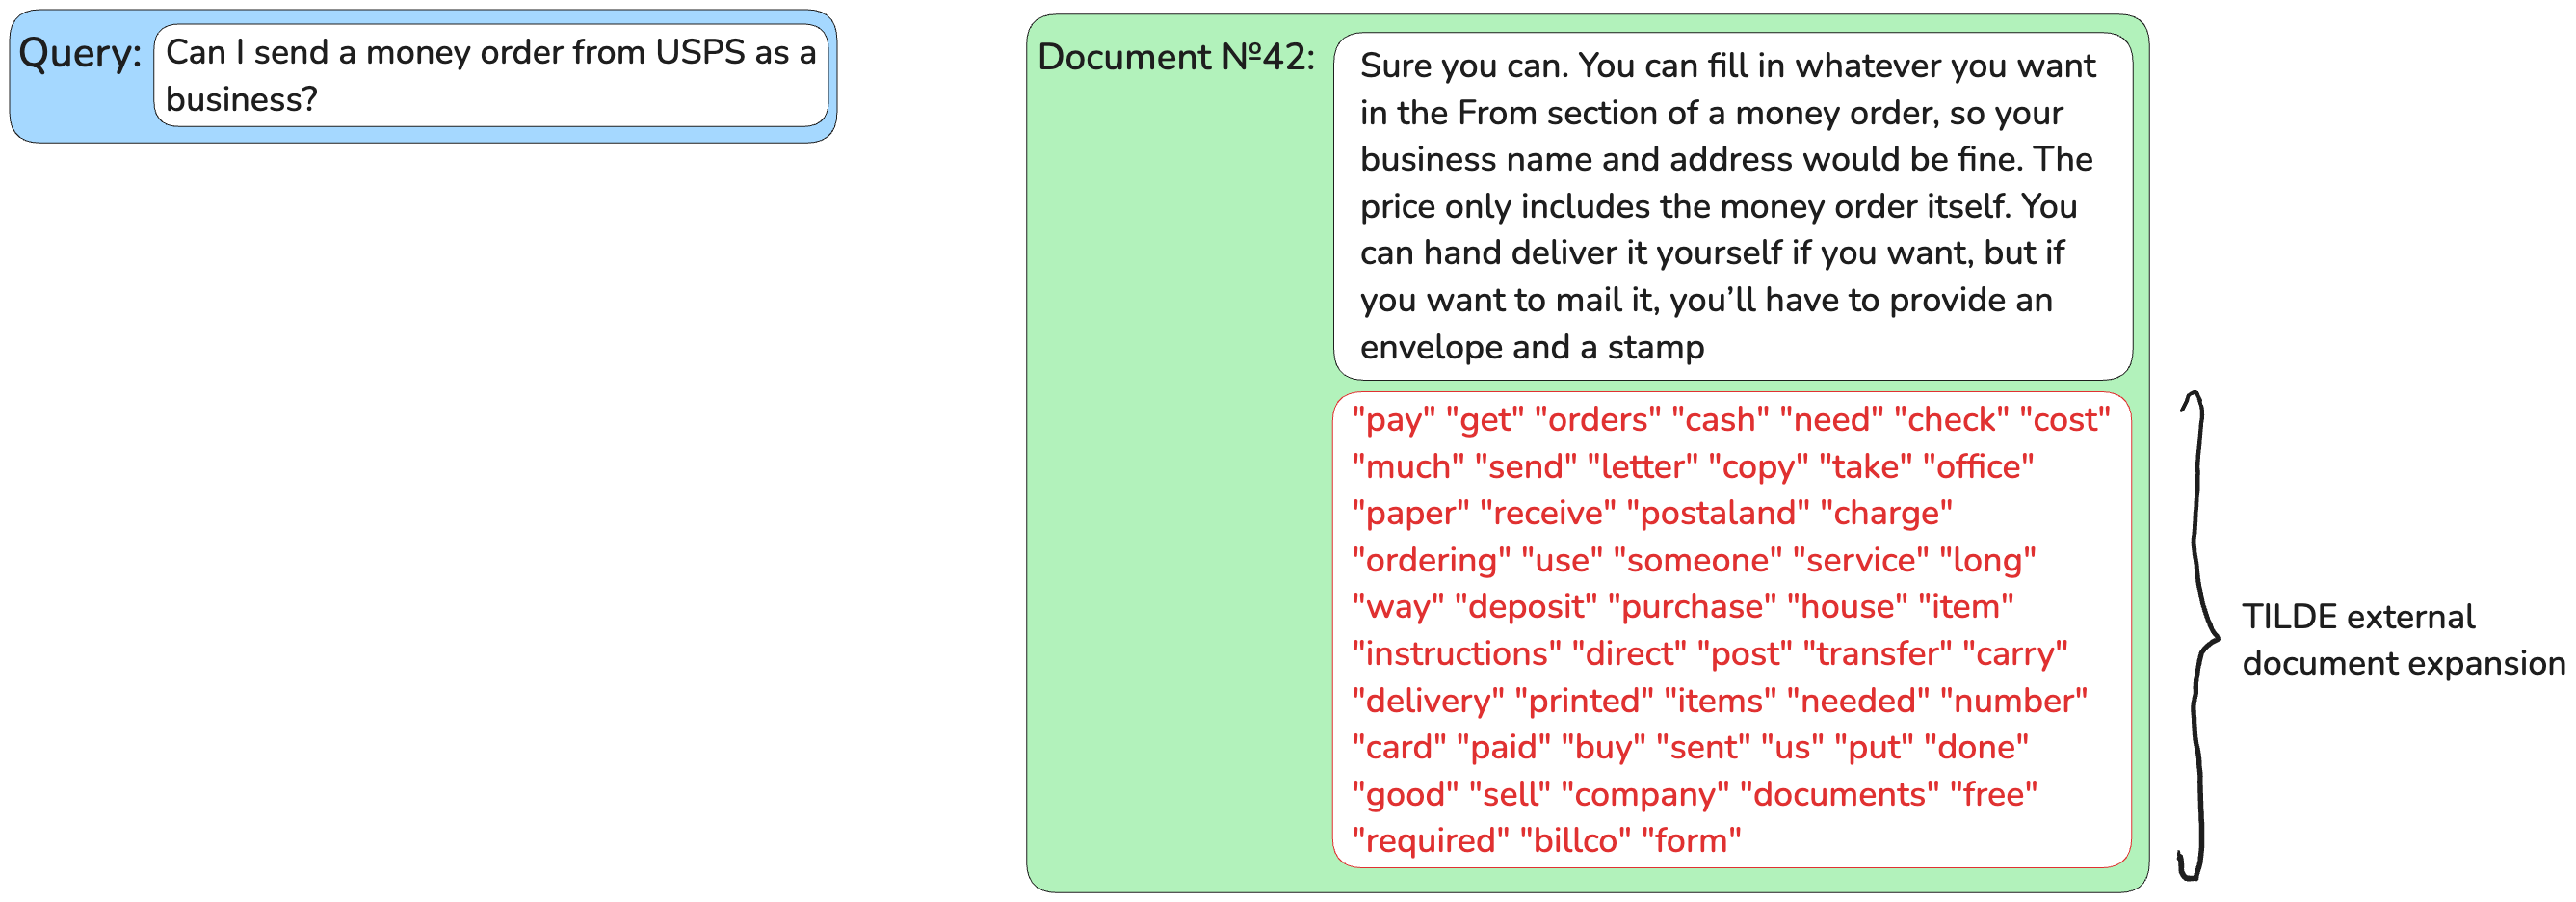 Query:
Can I send a money order from USPS as a
business?
Document №42:
Sure you can. You can fill in whatever you want
in the From section of a money order, so your
business name and address would be fine. The
price only includes the money order itself. You
can hand deliver it yourself if you want, but if
you want to mail it, you’ll have to provide an
envelope and a stamp
"pay" "get" "orders" "cash" "need" "check" "cost"
"much" "send" "letter" "copy" "take" "office"
"paper" "receive" "postaland" "charge"
"ordering" "use" "someone" "service" "long"
"way" "deposit" "purchase" "house" "item"
"instructions" "direct" "post" "transfer" "carry"
"delivery" "printed" "items" "needed" "number"
"card" "paid" "buy" "sent" "us" "put" "done"
"good" "sell" "company" "documents" "free"
"required" "billco" "form"
TILDE external
document expansion